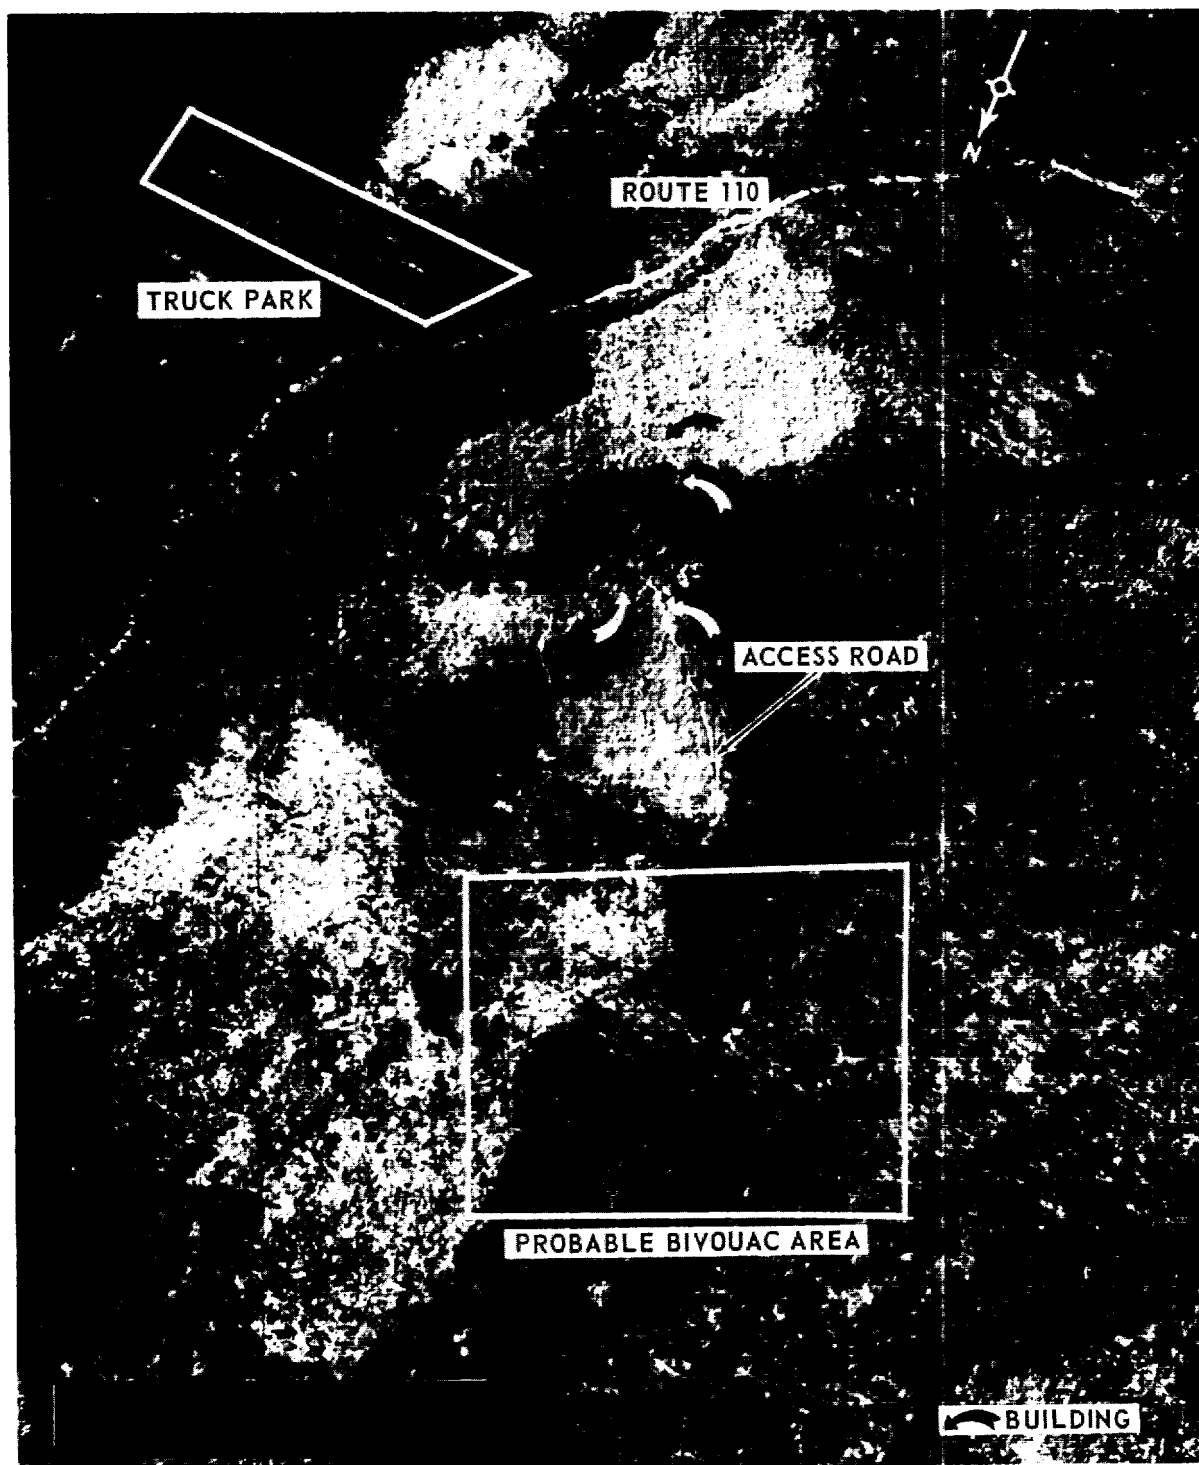 N
ROUTE 110
TRUCK PARK
ACCESS ROAD
PROBABLE BIVOUAC AREA
BUILDING